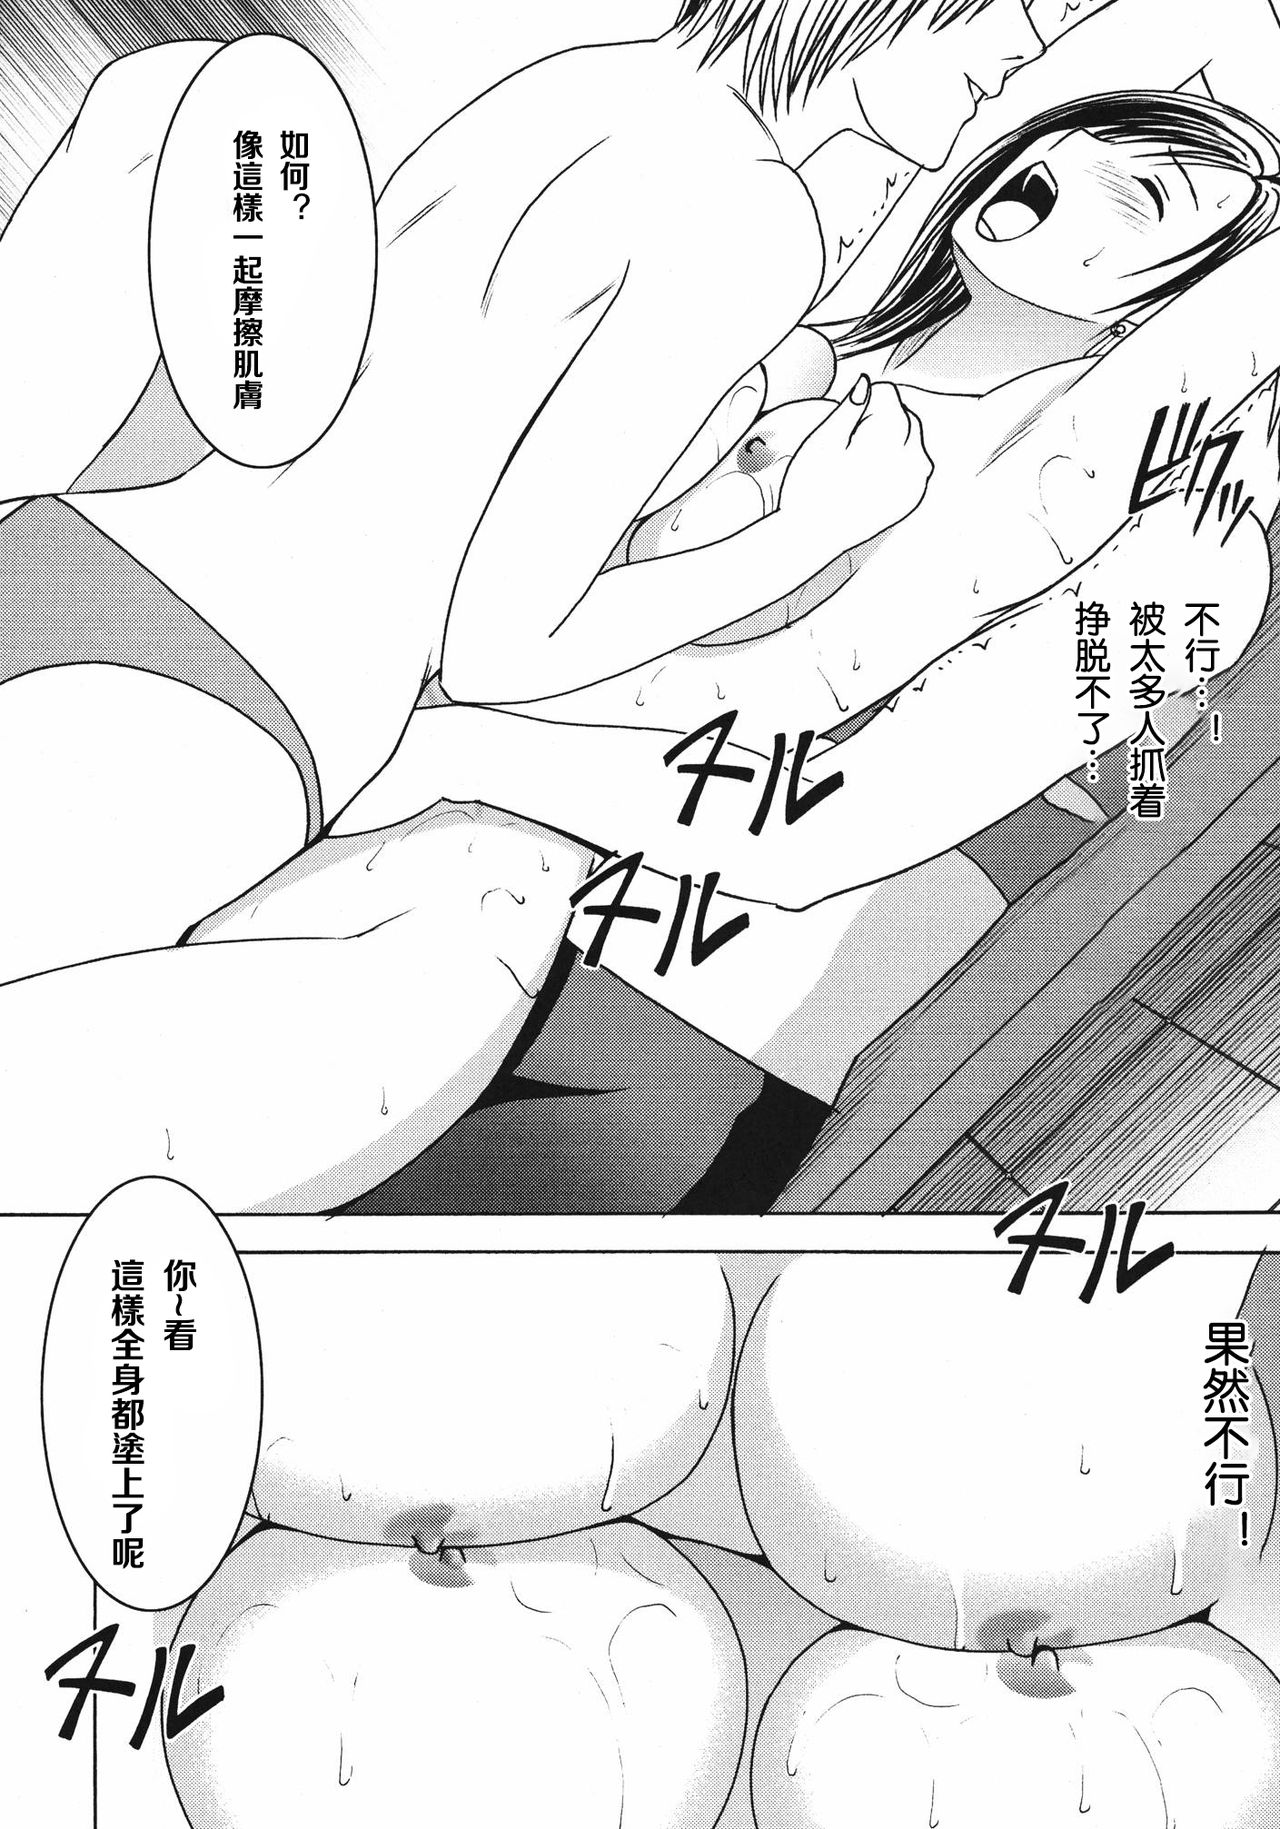 ビクッ
不行…！
被太多人抓着
挣脱不了…
如何？
像這樣一起摩擦肌膚
ヌル
ヌル
ヌル
果然不行！
你~看
這樣全身都塗上了呢
ヌル